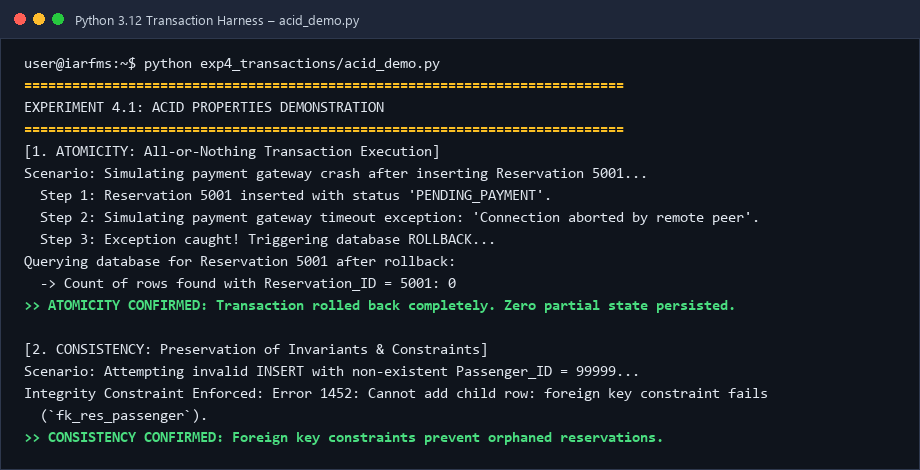 Python 3.12 Transaction Harness – acid_demo.py
user@iarfms:~$ python exp4_transactions/acid_demo.py
===========================================================================
EXPERIMENT 4.1: ACID PROPERTIES DEMONSTRATION
===========================================================================
[1. ATOMICITY: All-or-Nothing Transaction Execution]
Scenario: Simulating payment gateway crash after inserting Reservation 5001...
  Step 1: Reservation 5001 inserted with status 'PENDING_PAYMENT'.
  Step 2: Simulating payment gateway timeout exception: 'Connection aborted by remote peer'.
  Step 3: Exception caught! Triggering database ROLLBACK...
Querying database for Reservation 5001 after rollback:
  -> Count of rows found with Reservation_ID = 5001: 0
>> ATOMICITY CONFIRMED: Transaction rolled back completely. Zero partial state persisted.
[2. CONSISTENCY: Preservation of Invariants & Constraints]
Scenario: Attempting invalid INSERT with non-existent Passenger_ID = 99999...
Integrity Constraint Enforced: Error 1452: Cannot add child row: foreign key constraint fails
  (`fk_res_passenger`).
>> CONSISTENCY CONFIRMED: Foreign key constraints prevent orphaned reservations.